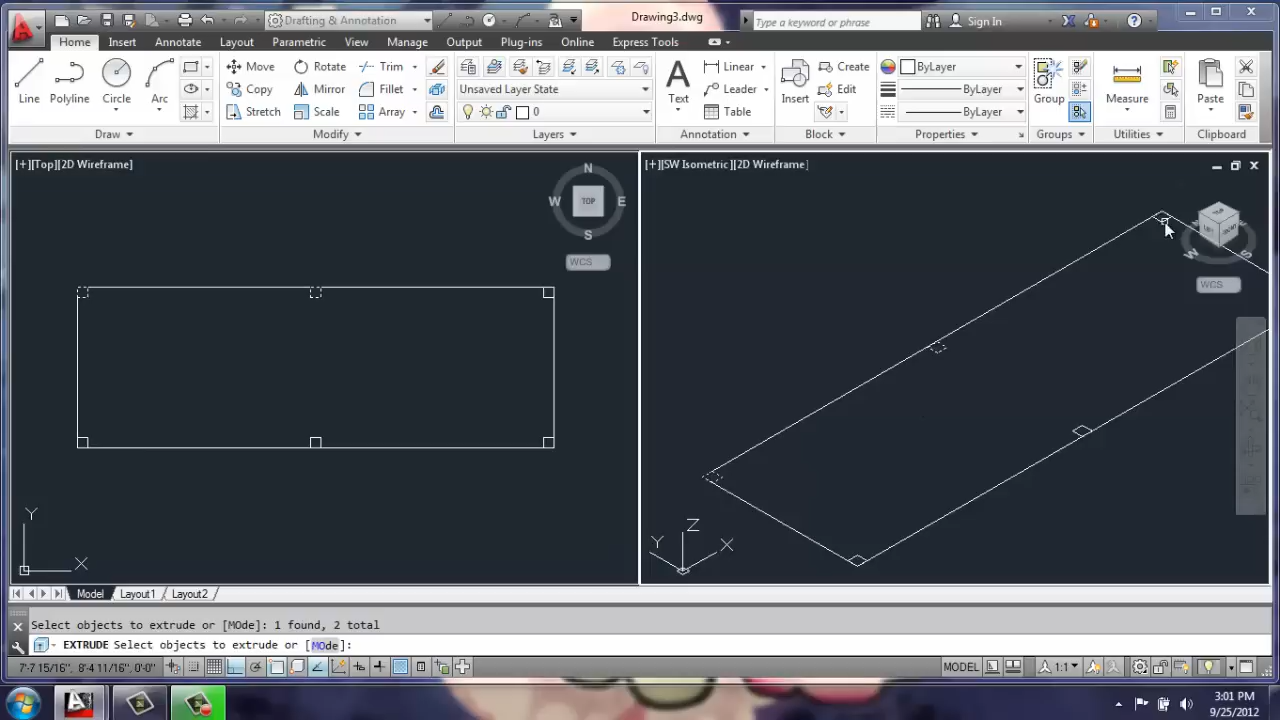 Drafting & Annotation
Drawing3.dwg
Type a keyword or phrase
Sign In
Home Insert Annotate Layout Parametric View Manage Output Plug-ins Online Express Tools
Line Polyline Circle Arc
Draw
Move Rotate Trim
Copy Mirror Fillet
Stretch Scale Array
Modify
Unsaved Layer State
0
Layers
Text
Linear
Leader
Table
Annotation
Insert
Create
Edit
Block
ByLayer
ByLayer
ByLayer
Properties
Group
Groups
Measure
Utilities
Paste
Clipboard
[+][Top][2D Wireframe]
N
W TOP E
S
WCS
Y
X
[+][SW Isometric][2D Wireframe]
TOP
LEFT FRONT
W S
WCS
Y Z X
Model Layout1 Layout2
Select objects to extrude or [MOde]: 1 found, 2 total
EXTRUDE Select objects to extrude or [MOde]:
7'-7 15/16", 8'-4 11/16", 0'-0"
MODEL
1:1
3:01 PM
9/25/2012